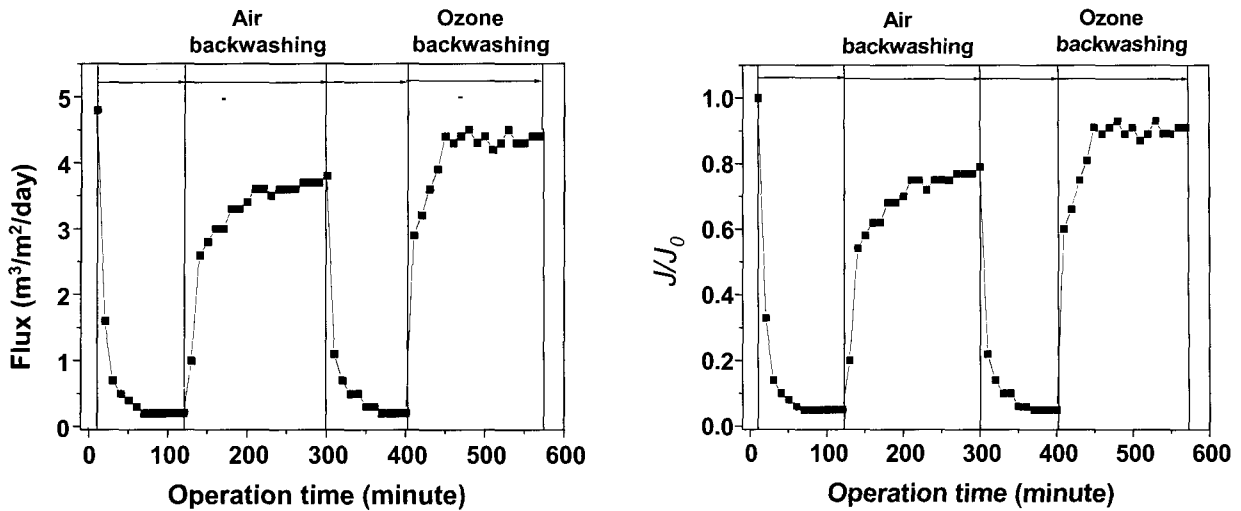 Air
backwashing
Ozone
backwashing
5
4
3
2
1
0
Flux (m³/m²/day)
0 100 200 300 400 500 600
Operation time (minute)
Air
backwashing
Ozone
backwashing
1.0
0.8
0.6
0.4
0.2
0.0
J/J₀
0 100 200 300 400 500 600
Operation time (minute)